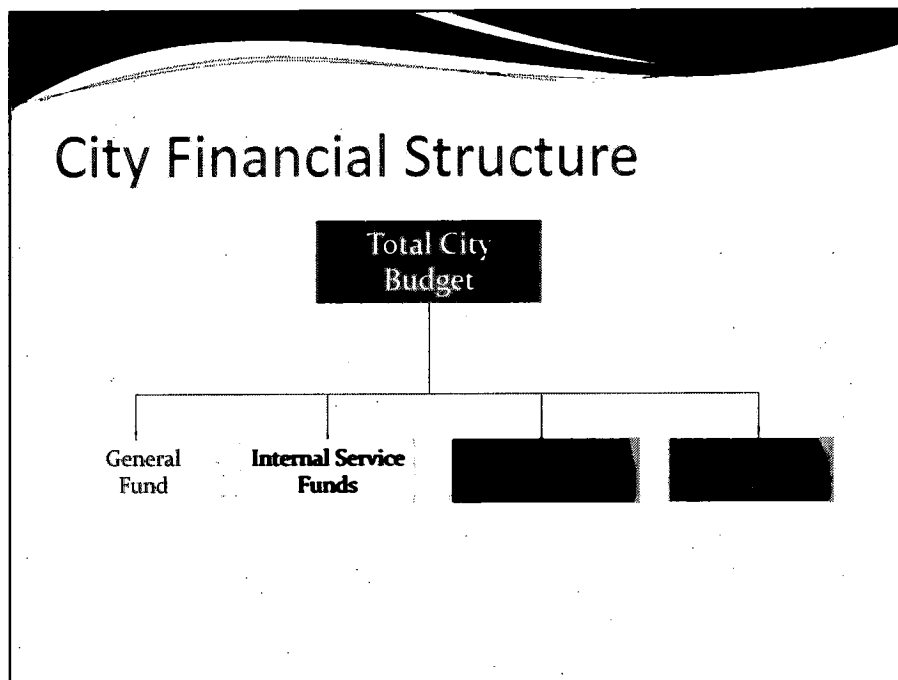 City Financial Structure
Total City
Budget
General
Fund
Internal Service
Funds